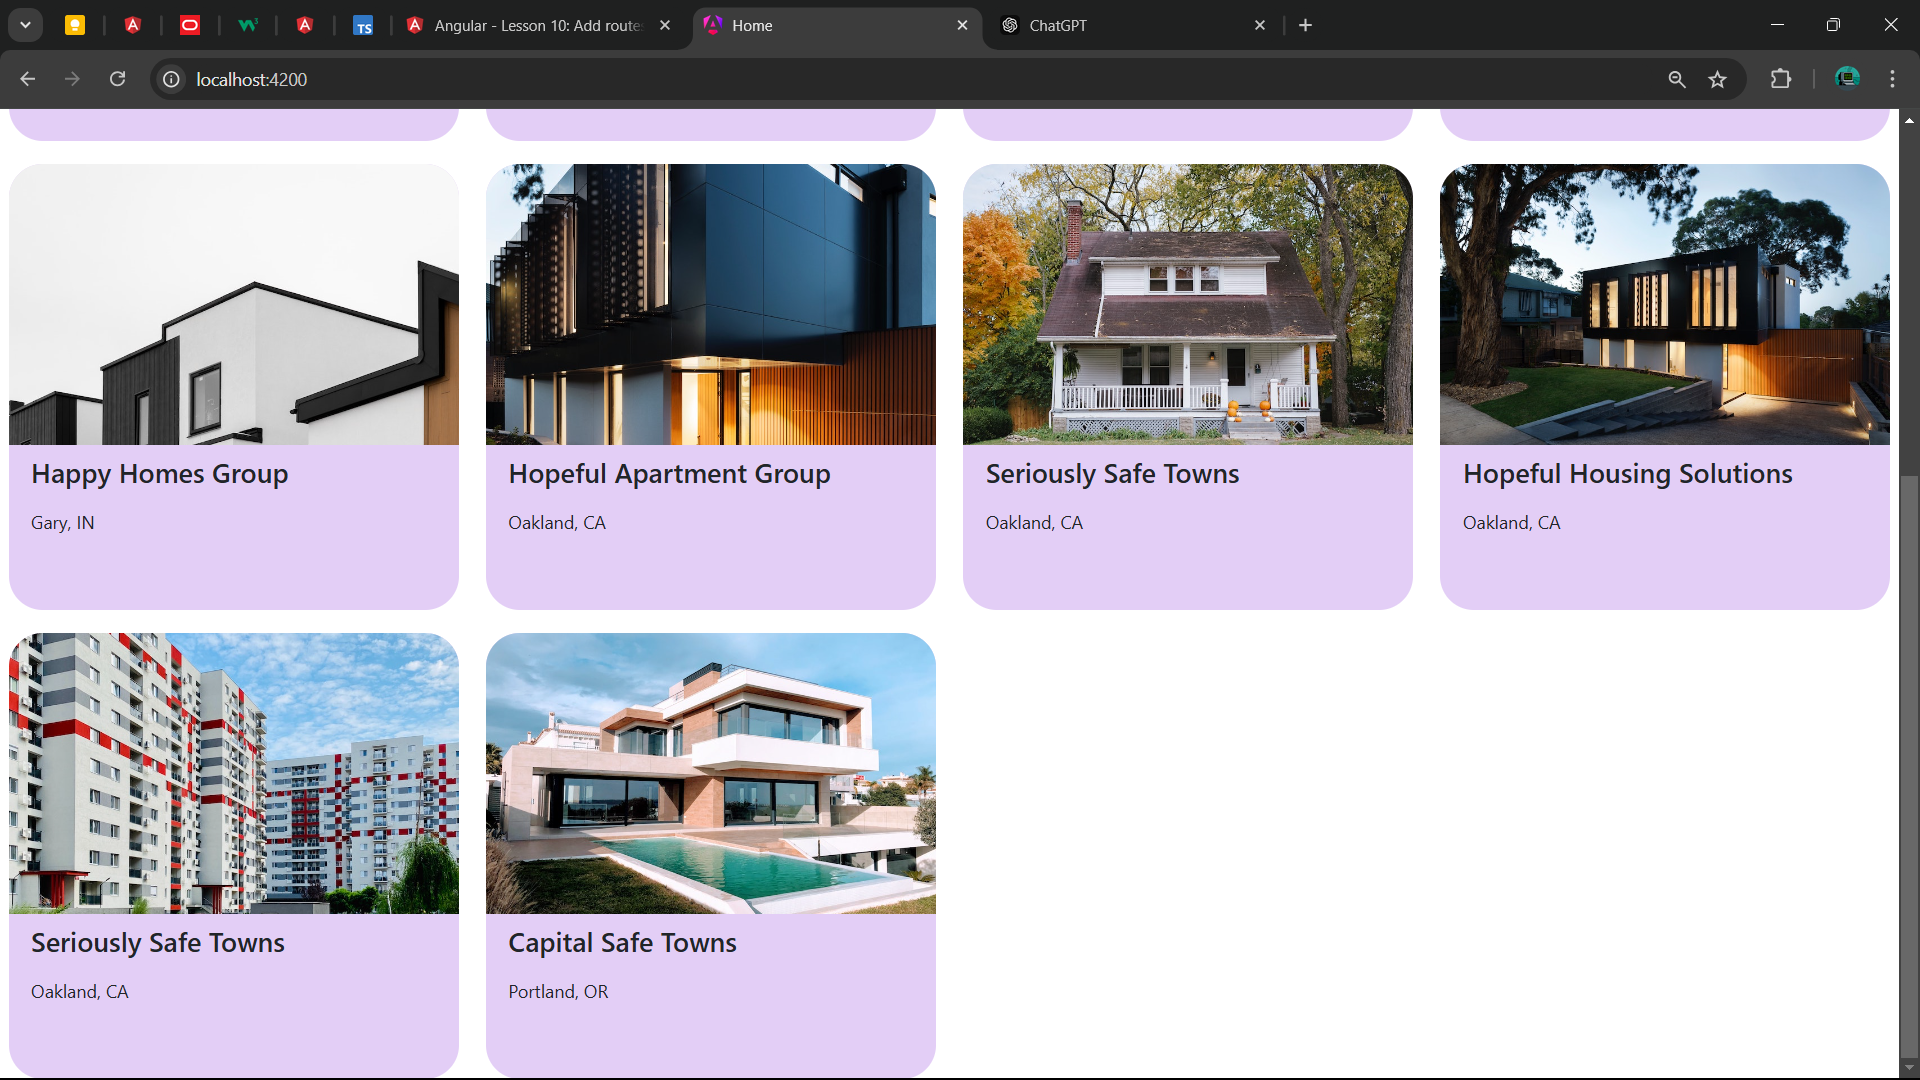 TS
Angular - Lesson 10: Add route
Home
ChatGPT
localhost:4200
Happy Homes Group
Gary, IN
Hopeful Apartment Group
Oakland, CA
Seriously Safe Towns
Oakland, CA
Hopeful Housing Solutions
Oakland, CA
Seriously Safe Towns
Oakland, CA
Capital Safe Towns
Portland, OR